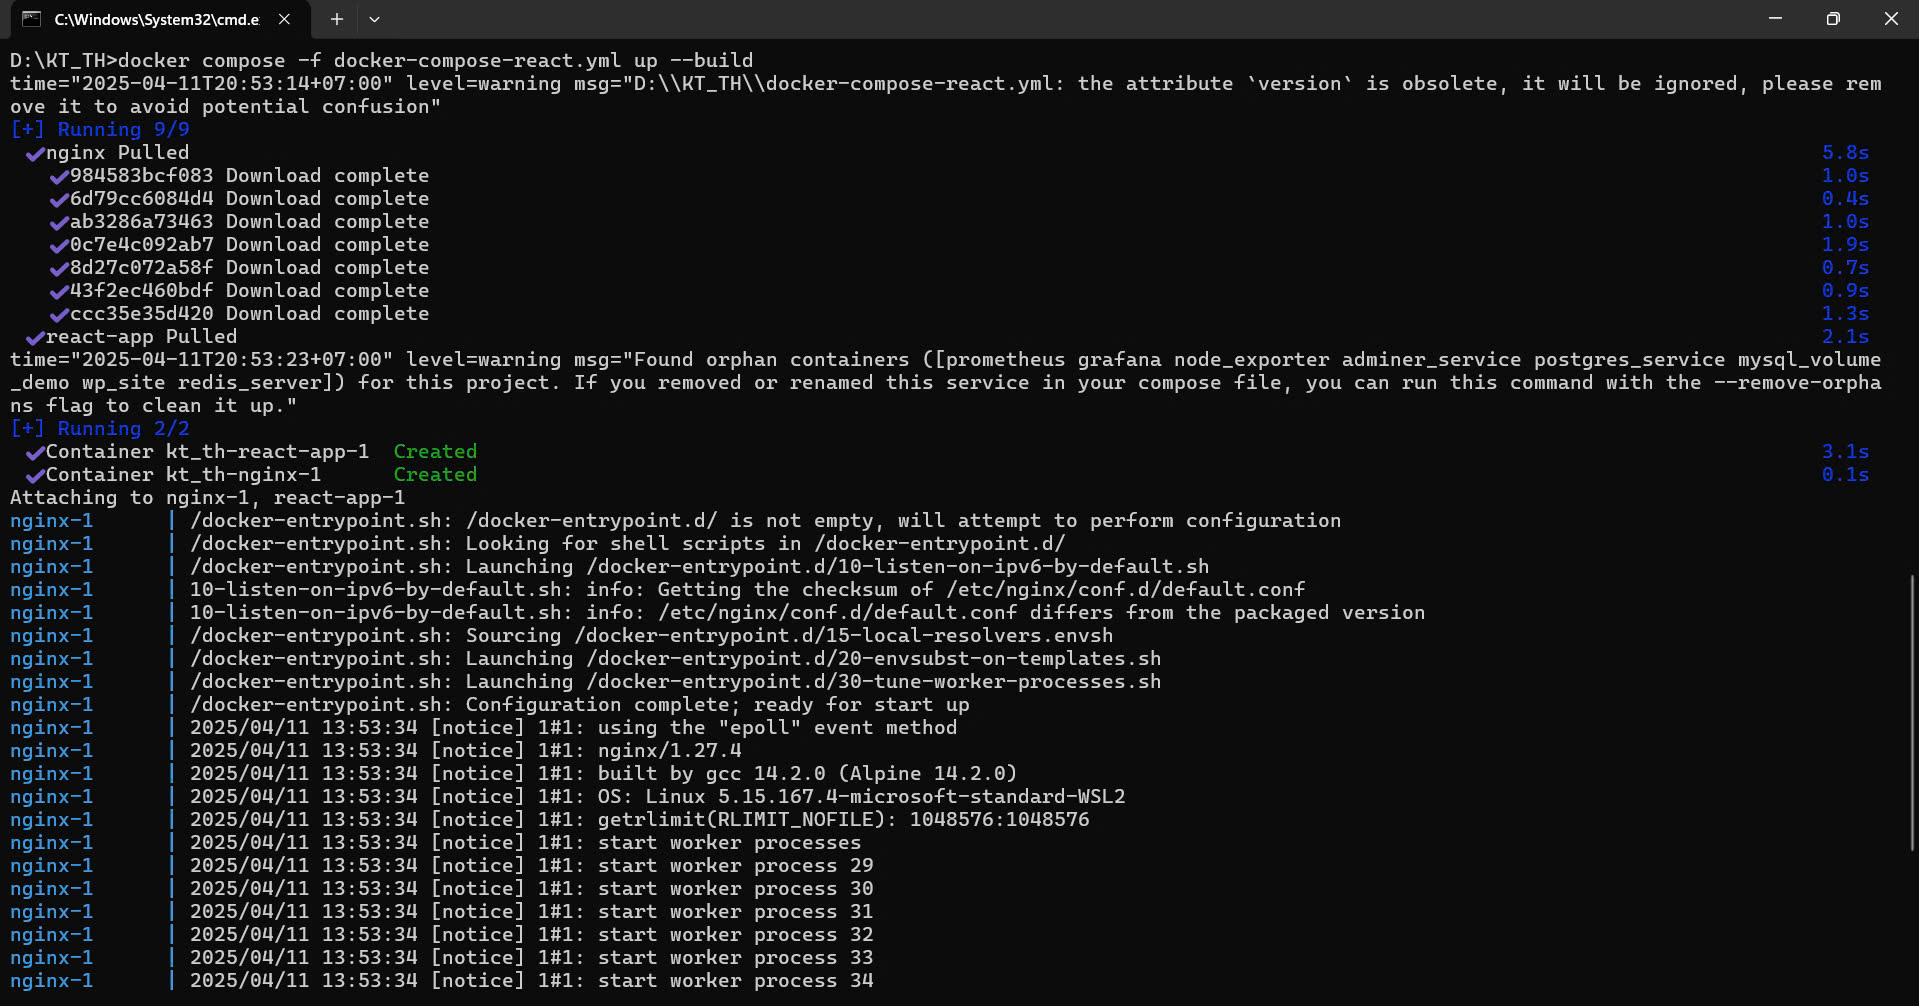 C:\Windows\System32\cmd.e
D:\KT_TH>docker compose -f docker-compose-react.yml up --build
time="2025-04-11T20:53:14+07:00" level=warning msg="D:\\KT_TH\\docker-compose-react.yml: the attribute `version` is obsolete, it will be ignored, please rem
ove it to avoid potential confusion"
[+] Running 9/9
✔nginx Pulled 5.8s
✔984583bcf083 Download complete 1.0s
✔6d79cc6084d4 Download complete 0.4s
✔ab3286a73463 Download complete 1.0s
✔0c7e4c092ab7 Download complete 1.9s
✔8d27c072a58f Download complete 0.7s
✔43f2ec460bdf Download complete 0.9s
✔ccc35e35d420 Download complete 1.3s
✔react-app Pulled 2.1s
time="2025-04-11T20:53:23+07:00" level=warning msg="Found orphan containers ([prometheus grafana node_exporter adminer_service postgres_service mysql_volume
_demo wp_site redis_server]) for this project. If you removed or renamed this service in your compose file, you can run this command with the --remove-orpha
ns flag to clean it up."
[+] Running 2/2
✔Container kt_th-react-app-1 Created 3.1s
✔Container kt_th-nginx-1 Created 0.1s
Attaching to nginx-1, react-app-1
nginx-1 | /docker-entrypoint.sh: /docker-entrypoint.d/ is not empty, will attempt to perform configuration
nginx-1 | /docker-entrypoint.sh: Looking for shell scripts in /docker-entrypoint.d/
nginx-1 | /docker-entrypoint.sh: Launching /docker-entrypoint.d/10-listen-on-ipv6-by-default.sh
nginx-1 | 10-listen-on-ipv6-by-default.sh: info: Getting the checksum of /etc/nginx/conf.d/default.conf
nginx-1 | 10-listen-on-ipv6-by-default.sh: info: /etc/nginx/conf.d/default.conf differs from the packaged version
nginx-1 | /docker-entrypoint.sh: Sourcing /docker-entrypoint.d/15-local-resolvers.envsh
nginx-1 | /docker-entrypoint.sh: Launching /docker-entrypoint.d/20-envsubst-on-templates.sh
nginx-1 | /docker-entrypoint.sh: Launching /docker-entrypoint.d/30-tune-worker-processes.sh
nginx-1 | /docker-entrypoint.sh: Configuration complete; ready for start up
nginx-1 | 2025/04/11 13:53:34 [notice] 1#1: using the "epoll" event method
nginx-1 | 2025/04/11 13:53:34 [notice] 1#1: nginx/1.27.4
nginx-1 | 2025/04/11 13:53:34 [notice] 1#1: built by gcc 14.2.0 (Alpine 14.2.0)
nginx-1 | 2025/04/11 13:53:34 [notice] 1#1: OS: Linux 5.15.167.4-microsoft-standard-WSL2
nginx-1 | 2025/04/11 13:53:34 [notice] 1#1: getrlimit(RLIMIT_NOFILE): 1048576:1048576
nginx-1 | 2025/04/11 13:53:34 [notice] 1#1: start worker processes
nginx-1 | 2025/04/11 13:53:34 [notice] 1#1: start worker process 29
nginx-1 | 2025/04/11 13:53:34 [notice] 1#1: start worker process 30
nginx-1 | 2025/04/11 13:53:34 [notice] 1#1: start worker process 31
nginx-1 | 2025/04/11 13:53:34 [notice] 1#1: start worker process 32
nginx-1 | 2025/04/11 13:53:34 [notice] 1#1: start worker process 33
nginx-1 | 2025/04/11 13:53:34 [notice] 1#1: start worker process 34